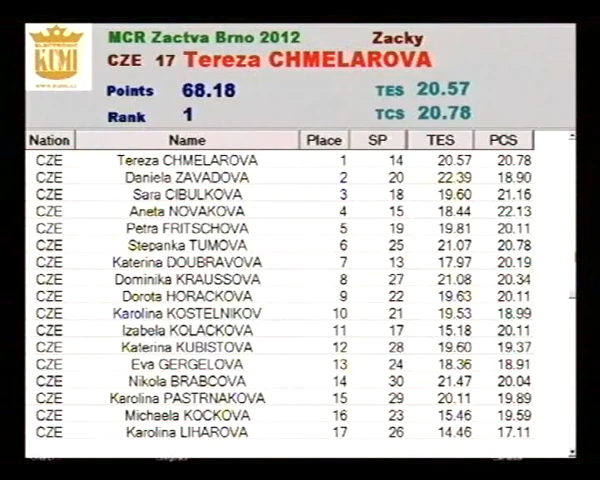 MCR Zactva Brno 2012 Zacky
CZE 17 Tereza CHMELAROVA
Points 68.18 TES 20.57
Rank 1 TCS 20.78
Nation Name Place SP TES PCS
CZE Tereza CHMELAROVA 1 14 20.57 20.78
CZE Daniela ZAVADOVA 2 20 22.39 18.90
CZE Sara CIBULKOVA 3 18 19.60 21.16
CZE Aneta NOVAKOVA 4 15 18.44 22.13
CZE Petra FRITSCHOVA 5 19 19.81 20.11
CZE Stepanka TUMOVA 6 25 21.07 20.78
CZE Katerina DOUBRAVOVA 7 13 17.97 20.19
CZE Dominika KRAUSSOVA 8 27 21.08 20.34
CZE Dorota HORACKOVA 9 22 19.63 20.11
CZE Karolina KOSTELNIKOV 10 21 19.53 18.99
CZE Izabela KOLACKOVA 11 17 15.18 20.11
CZE Katerina KUBISTOVA 12 28 19.60 19.37
CZE Eva GERGELOVA 13 24 18.36 18.91
CZE Nikola BRABCOVA 14 30 21.47 20.04
CZE Karolina PASTRNAKOVA 15 29 20.11 19.89
CZE Michaela KOCKOVA 16 23 15.46 19.59
CZE Karolina LIHAROVA 17 26 14.46 17.11